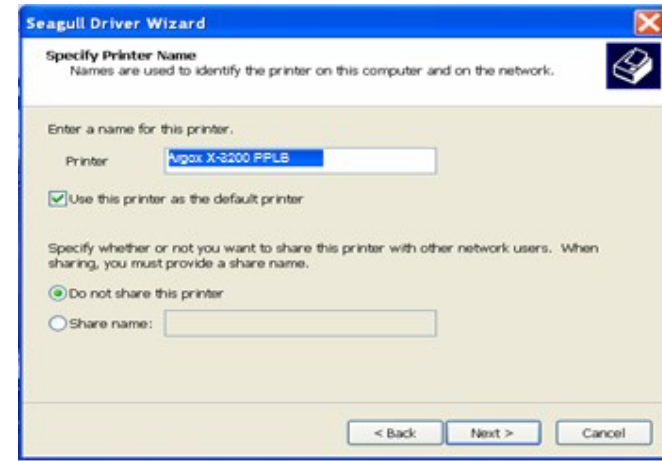 Seagull Driver Wizard
Specify Printer Name
Names are used to identify the printer on this computer and on the network.
Enter a name for this printer.
Printer Argox X-3200 PPLB
Use this printer as the default printer
Specify whether or not you want to share this printer with other network users. When
sharing, you must provide a share name.
Do not share this printer
Share name:
< Back Next > Cancel